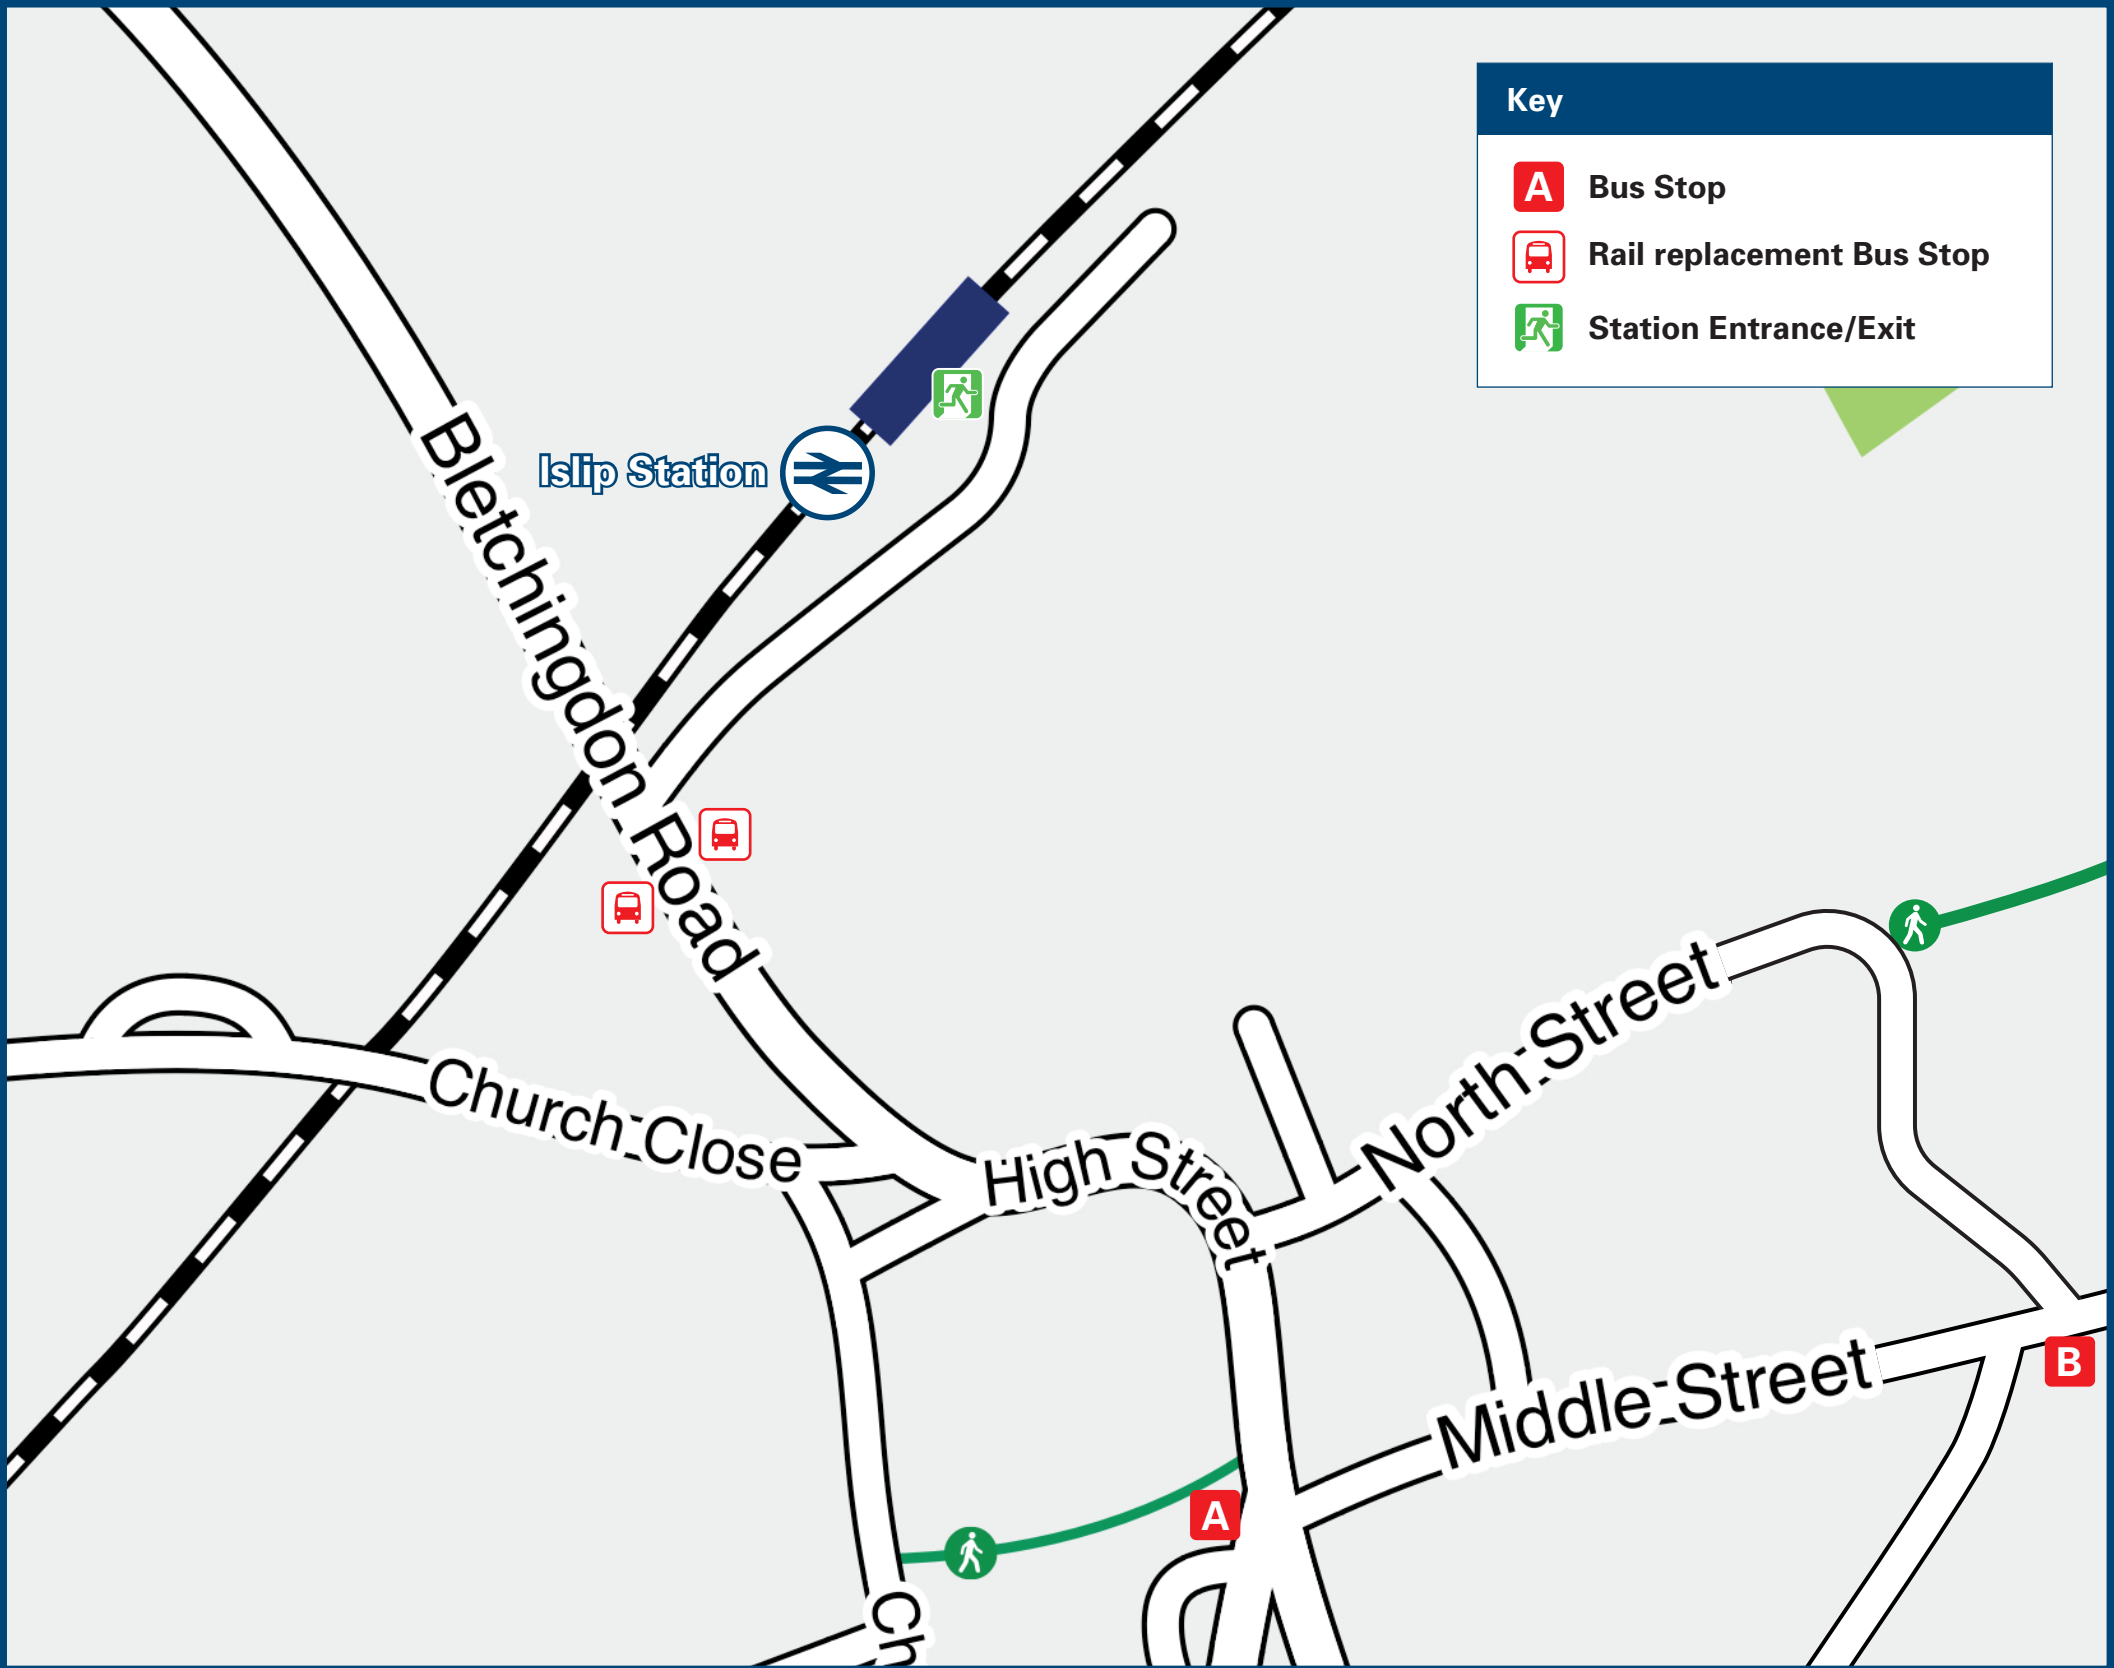 Key
A Bus Stop
Rail replacement Bus Stop
Station Entrance/Exit
Islip Station
Bletchingdon Road
Church Close
High Street
North Street
Middle Street
B
A
Ch